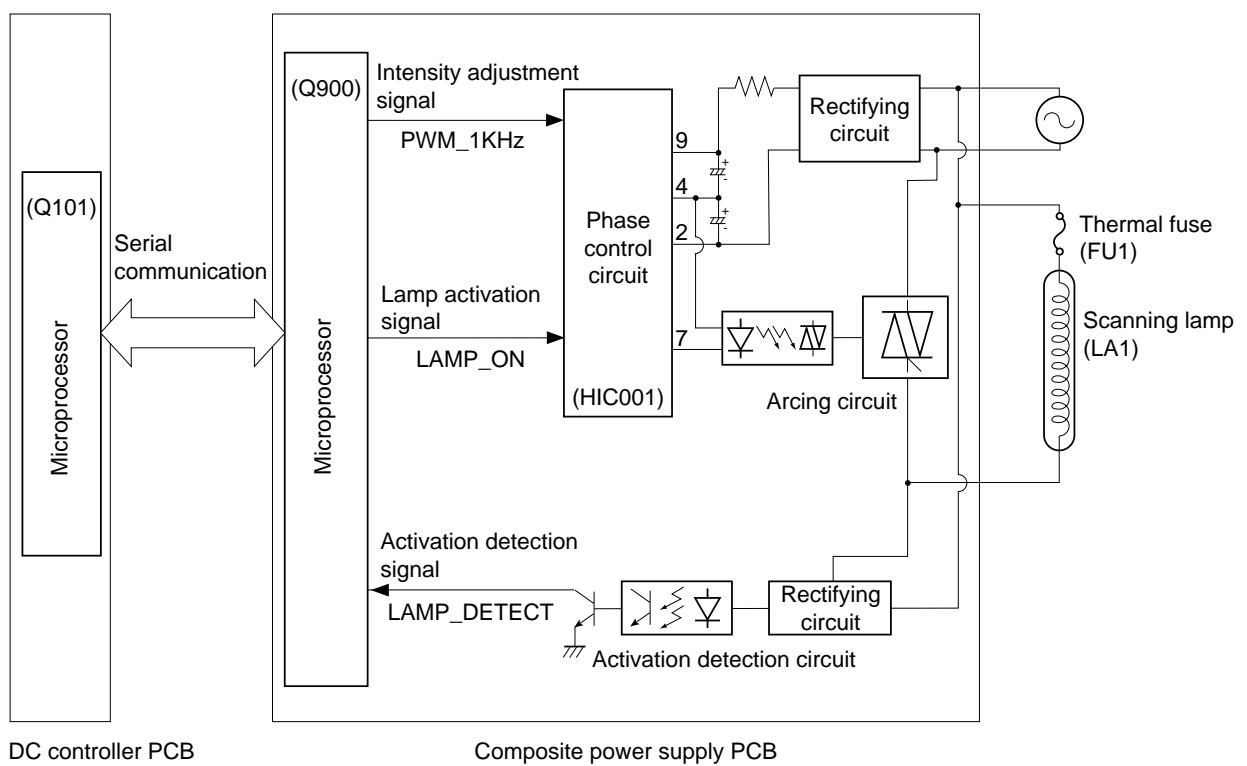 (Q101)
Microprocessor
Serial
communication
(Q900)
Microprocessor
Intensity adjustment
signal
PWM_1KHz
Lamp activation
signal
LAMP_ON
Activation detection
signal
LAMP_DETECT
Phase
control
circuit
(HIC001)
9
4
2
7
+
-
+
-
Rectifying
circuit
Arcing circuit
Thermal fuse
(FU1)
Scanning lamp
(LA1)
Rectifying
circuit
Activation detection circuit
DC controller PCB
Composite power supply PCB